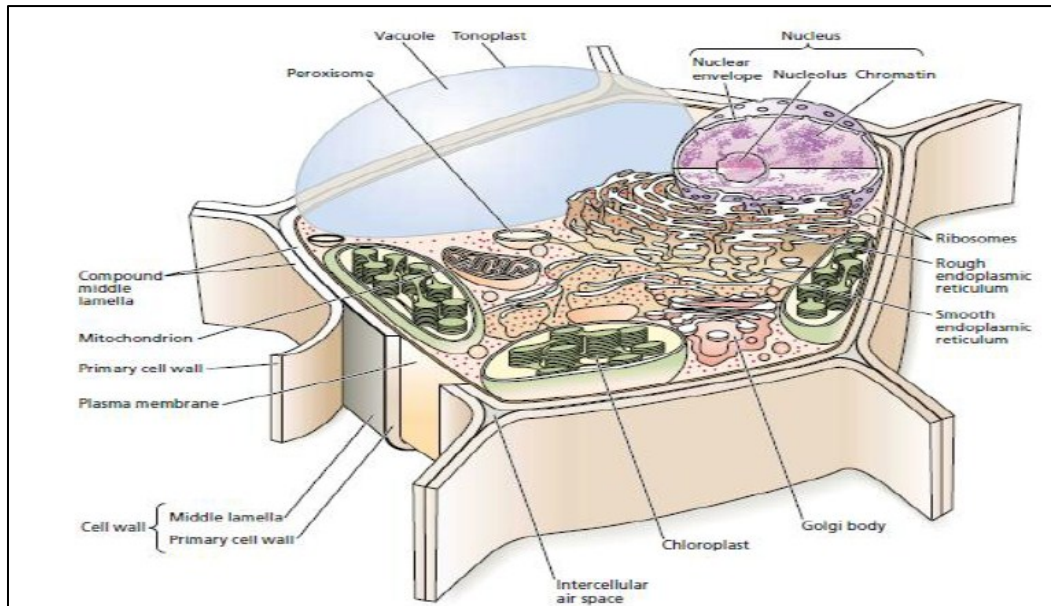 Vacuole Tonoplast
Nucleus
Peroxisome
Nuclear
envelope
Nucleolus
Chromatin
Ribosomes
Rough
endoplasmic
reticulum
Smooth
endoplasmic
reticulum
Compound
middle
lamella
Mitochondrion
Primary cell wall
Plasma membrane
Cell wall
Middle lamella
Primary cell wall
Chloroplast
Golgi body
Intercellular
air space